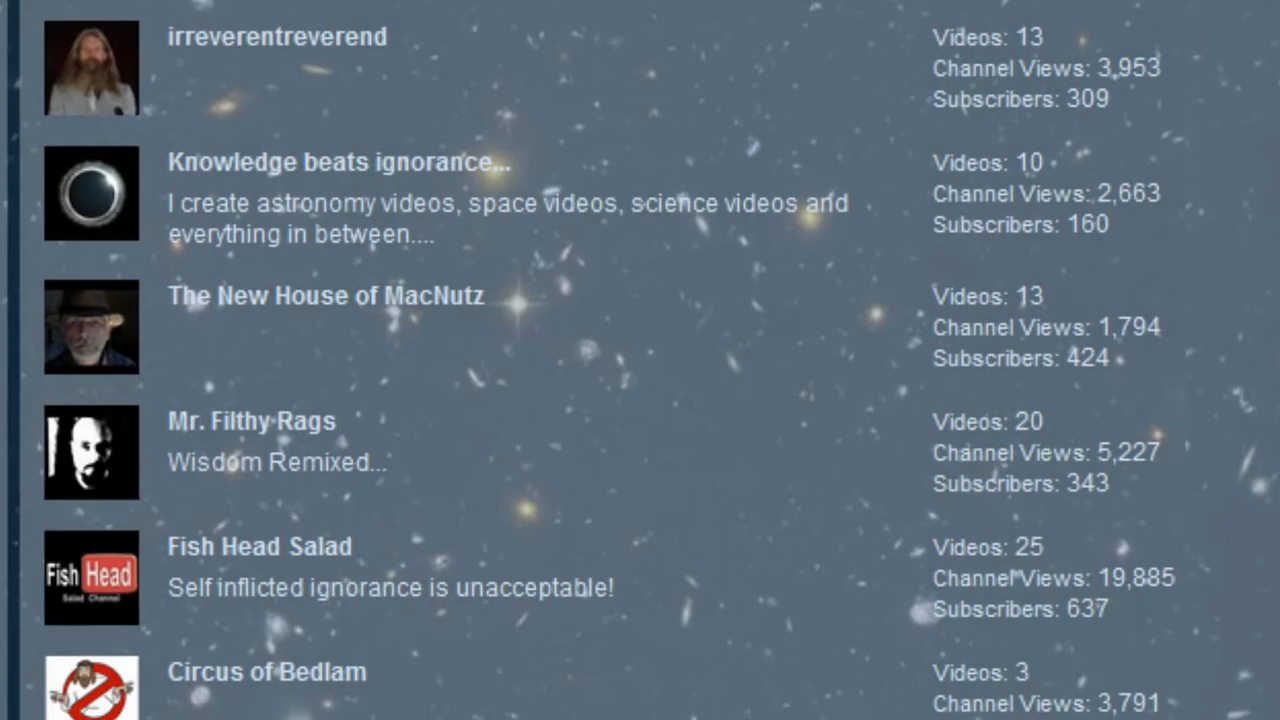 irreverentreverend
Videos: 13
Channel Views: 3,953
Subscribers: 309
Knowledge beats ignorance...
I create astronomy videos, space videos, science videos and
everything in between....
Videos: 10
Channel Views: 2,663
Subscribers: 160
The New House of MacNutz
Videos: 13
Channel Views: 1,794
Subscribers: 424
Mr. Filthy Rags
Wisdom Remixed...
Videos: 20
Channel Views: 5,227
Subscribers: 343
Fish Head
Salad Channel
Fish Head Salad
Self inflicted ignorance is unacceptable!
Videos: 25
Channel Views: 19,885
Subscribers: 637
Circus of Bedlam
Videos: 3
Channel Views: 3,791